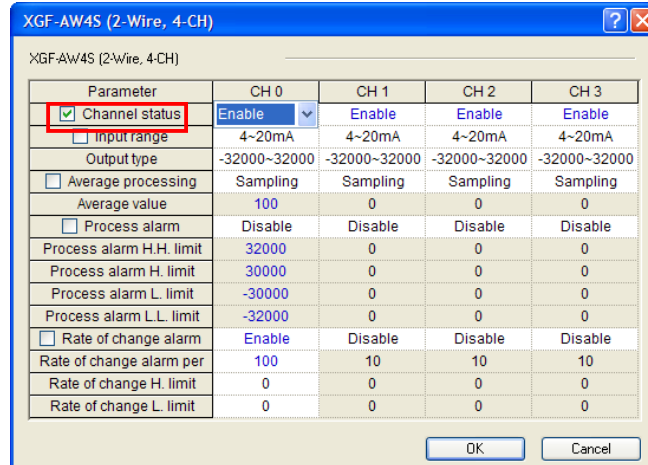 XGF-AW4S (2-Wire, 4-CH)
XGF-AW4S (2-Wire, 4-CH)
Parameter CH 0 CH 1 CH 2 CH 3
Channel status Enable Enable Enable Enable
Input range 4~20mA 4~20mA 4~20mA 4~20mA
Output type -32000~32000 -32000~32000 -32000~32000 -32000~32000
Average processing Sampling Sampling Sampling Sampling
Average value 100 0 0 0
Process alarm Disable Disable Disable Disable
Process alarm H.H. limit 32000 0 0 0
Process alarm H. limit 30000 0 0 0
Process alarm L. limit -30000 0 0 0
Process alarm L.L. limit -32000 0 0 0
Rate of change alarm Enable Disable Disable Disable
Rate of change alarm per 100 10 10 10
Rate of change H. limit 0 0 0 0
Rate of change L. limit 0 0 0 0
OK Cancel